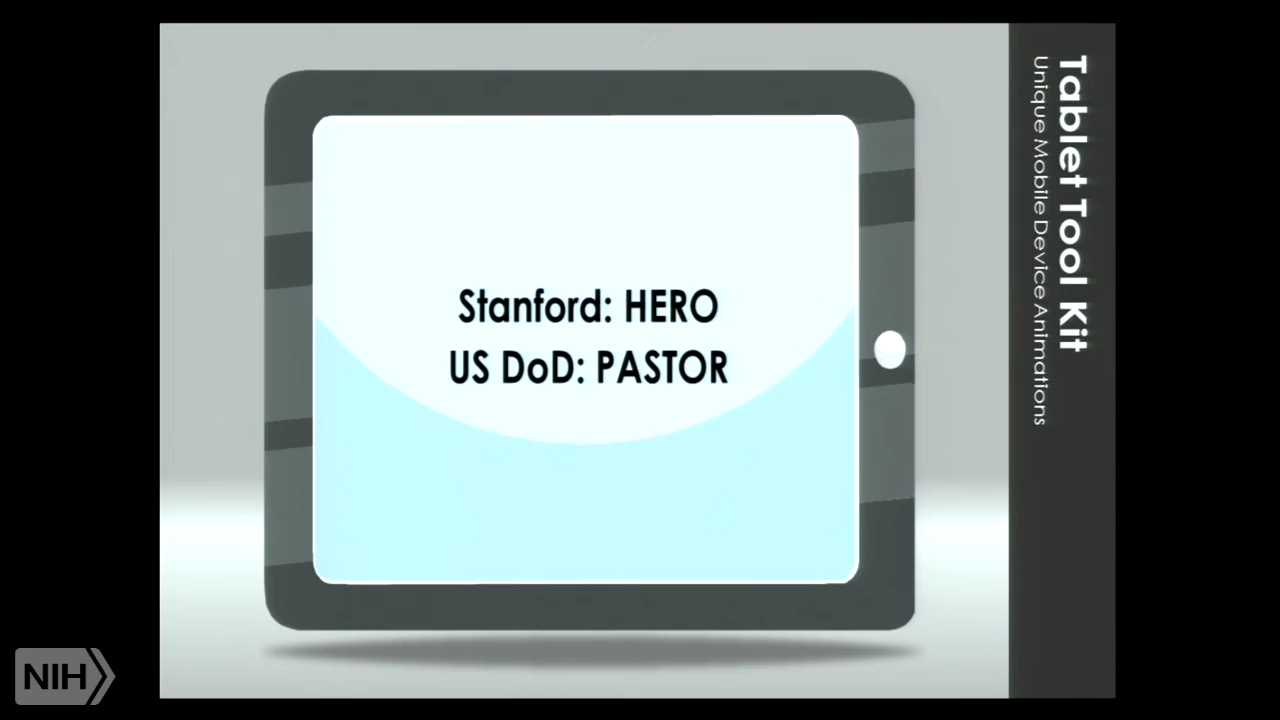 Stanford: HERO
US DoD: PASTOR
Tablet Tool Kit
Unique Mobile Device Animations
NIH